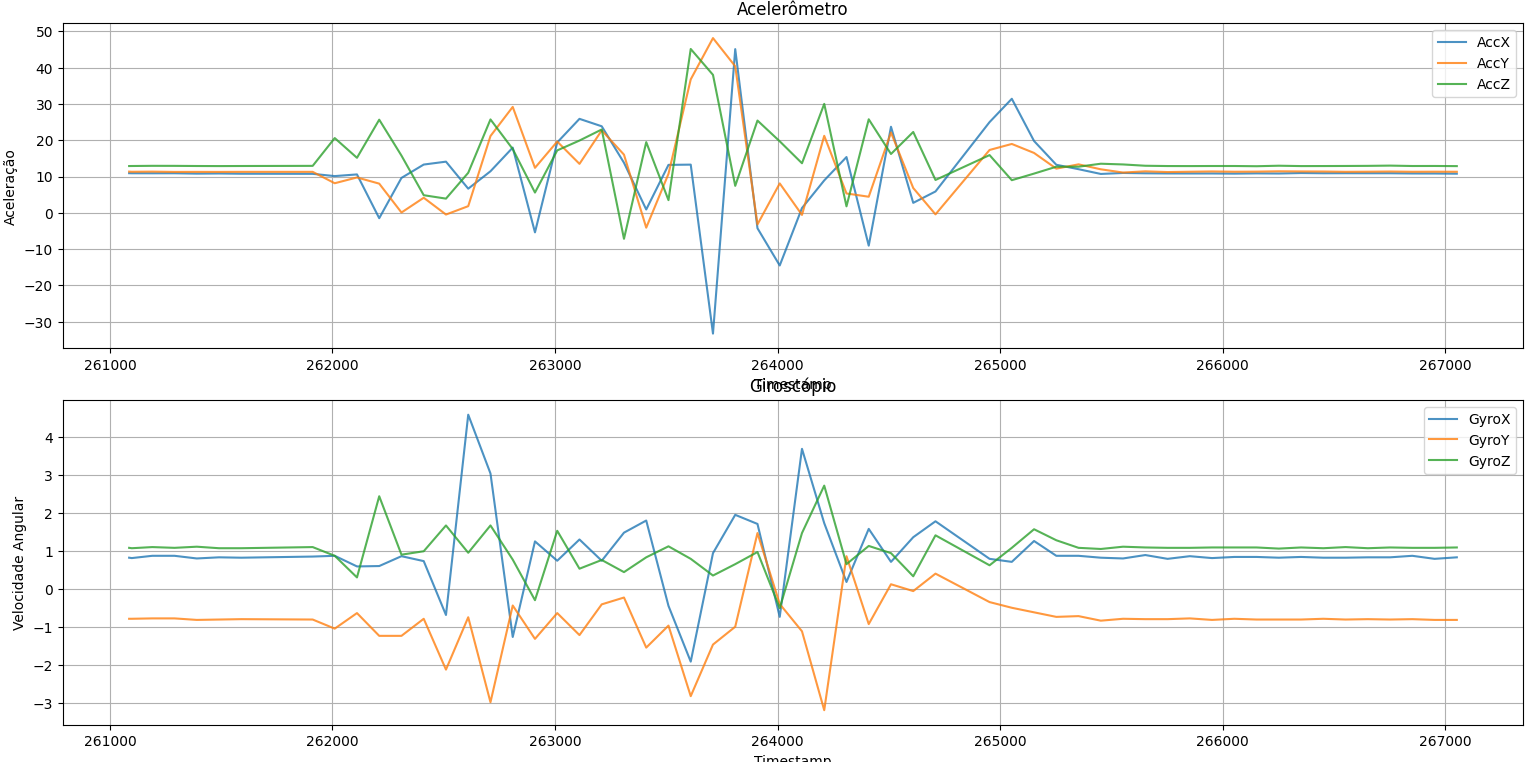 Acelerômetro
50
40
30
20
10
0
−10
−20
−30
Aceleração
AccX
AccY
AccZ
261000 262000 263000 264000 265000 266000 267000
Timestamp
Giroscópio
4
3
2
1
0
−1
−2
−3
Velocidade Angular
GyroX
GyroY
GyroZ
261000 262000 263000 264000 265000 266000 267000
Timestamp